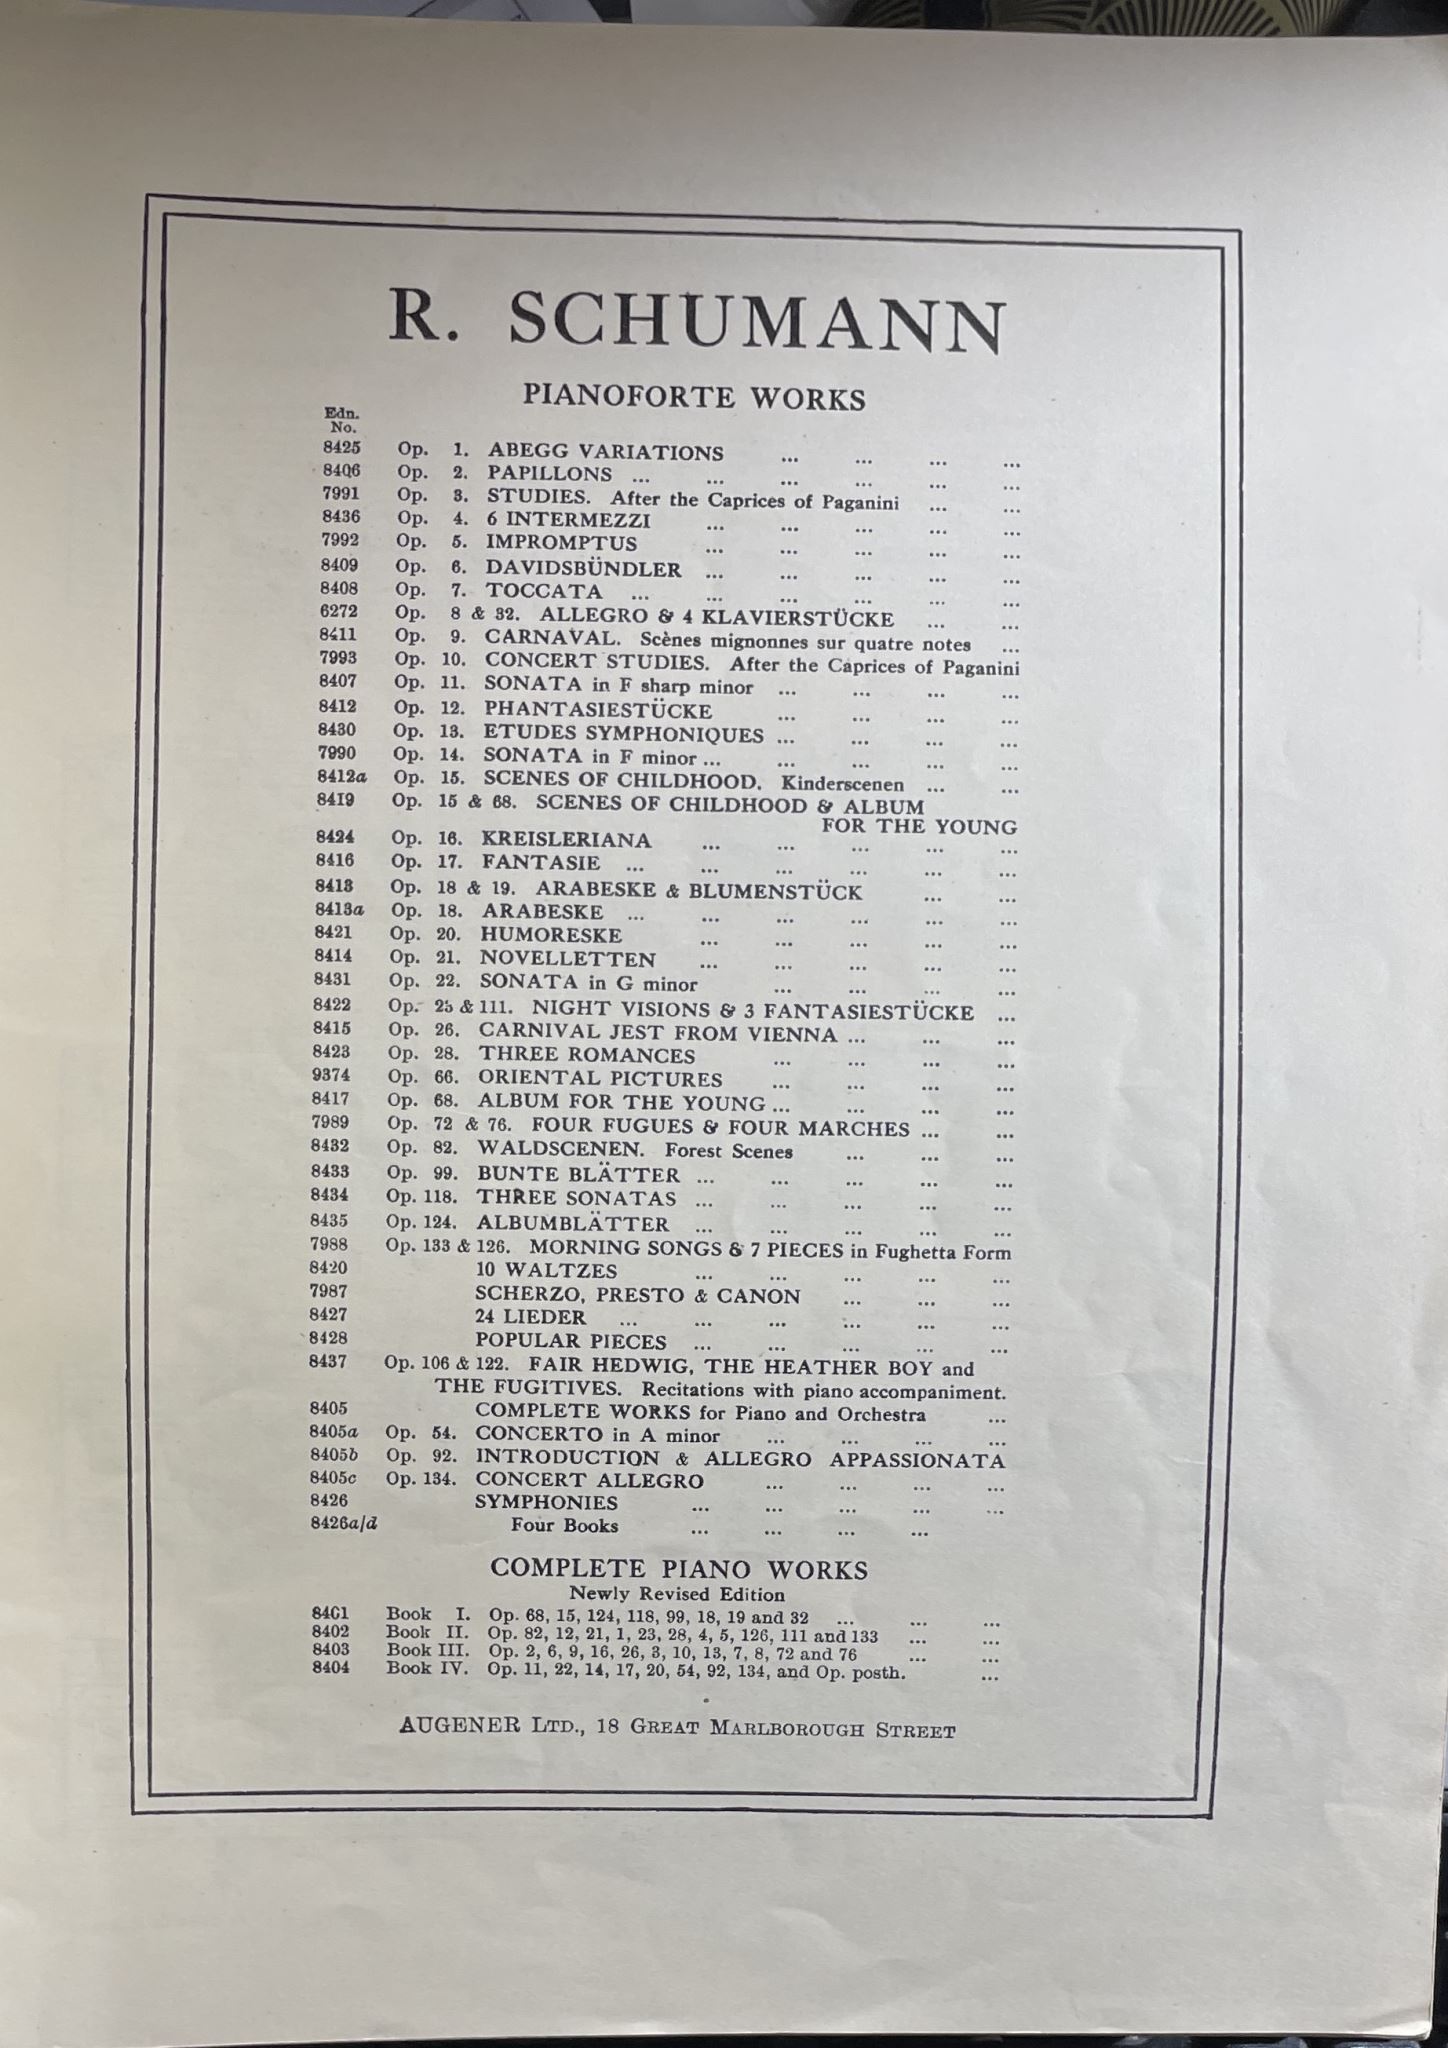 R. SCHUMANN
PIANOFORTE WORKS
Edn.
No.
8425 Op. 1. ABEGG VARIATIONS ... ... ... ...
8406 Op. 2. PAPILLONS ... ... ... ... ... ...
7991 Op. 3. STUDIES. After the Caprices of Paganini ... ...
8436 Op. 4. 6 INTERMEZZI ... ... ... ... ...
7992 Op. 5. IMPROMPTUS ... ... ... ... ...
8409 Op. 6. DAVIDSBÜNDLER ... ... ... ... ...
8408 Op. 7. TOCCATA ... ... ... ... ... ...
6272 Op. 8 & 32. ALLEGRO & 4 KLAVIERSTÜCKE ... ...
8411 Op. 9. CARNAVAL. Scènes mignonnes sur quatre notes ...
7993 Op. 10. CONCERT STUDIES. After the Caprices of Paganini
8407 Op. 11. SONATA in F sharp minor ... ... ... ...
8412 Op. 12. PHANTASIESTÜCKE ... ... ... ...
8430 Op. 13. ETUDES SYMPHONIQUES ... ... ... ...
7990 Op. 14. SONATA in F minor ... ... ... ... ...
8412a Op. 15. SCENES OF CHILDHOOD. Kinderscenen ... ...
8419 Op. 15 & 68. SCENES OF CHILDHOOD & ALBUM
FOR THE YOUNG
8424 Op. 16. KREISLERIANA ... ... ... ... ...
8416 Op. 17. FANTASIE ... ... ... ... ... ...
8413 Op. 18 & 19. ARABESKE & BLUMENSTÜCK ... ...
8413a Op. 18. ARABESKE ... ... ... ... ... ...
8421 Op. 20. HUMORESKE ... ... ... ... ...
8414 Op. 21. NOVELLETTEN ... ... ... ... ...
8431 Op. 22. SONATA in G minor ... ... ... ...
8422 Op. 23 & 111. NIGHT VISIONS & 3 FANTASIESTÜCKE ...
8415 Op. 26. CARNIVAL JEST FROM VIENNA ... ... ...
8423 Op. 28. THREE ROMANCES ... ... ... ...
9374 Op. 66. ORIENTAL PICTURES ... ... ... ...
8417 Op. 68. ALBUM FOR THE YOUNG ... ... ... ...
7989 Op. 72 & 76. FOUR FUGUES & FOUR MARCHES ... ...
8432 Op. 82. WALDSCENEN. Forest Scenes ... ... ...
8433 Op. 99. BUNTE BLÄTTER ... ... ... ... ...
8434 Op. 118. THREE SONATAS ... ... ... ... ...
8435 Op. 124. ALBUMBLÄTTER ... ... ... ... ...
7988 Op. 133 & 126. MORNING SONGS & 7 PIECES in Fughetta Form
8420 10 WALTZES ... ... ... ... ...
7987 SCHERZO, PRESTO & CANON ... ... ...
8427 24 LIEDER ... ... ... ... ... ...
8428 POPULAR PIECES ... ... ... ... ...
8437 Op. 106 & 122. FAIR HEDWIG, THE HEATHER BOY and
THE FUGITIVES. Recitations with piano accompaniment.
8405 COMPLETE WORKS for Piano and Orchestra ...
8405a Op. 54. CONCERTO in A minor ... ... ... ...
8405b Op. 92. INTRODUCTION & ALLEGRO APPASSIONATA
8405c Op. 134. CONCERT ALLEGRO ... ... ... ...
8426 SYMPHONIES ... ... ... ... ...
8426a/d Four Books ... ... ... ...
COMPLETE PIANO WORKS
Newly Revised Edition
8401 Book I. Op. 68, 15, 124, 118, 99, 18, 19 and 32 ... ... ...
8402 Book II. Op. 82, 12, 21, 1, 23, 28, 4, 5, 126, 111 and 133 ... ...
8403 Book III. Op. 2, 6, 9, 16, 26, 3, 10, 13, 7, 8, 72 and 76 ... ...
8404 Book IV. Op. 11, 22, 14, 17, 20, 54, 92, 134, and Op. posth. ...
AUGENER LTD., 18 GREAT MARLBOROUGH STREET